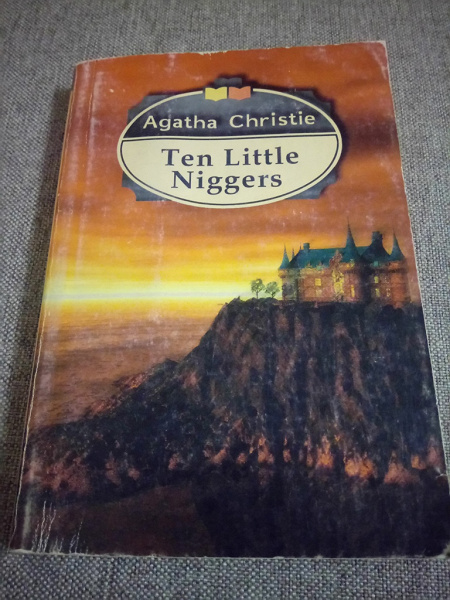 Agatha Christie
Ten Little
Niggers